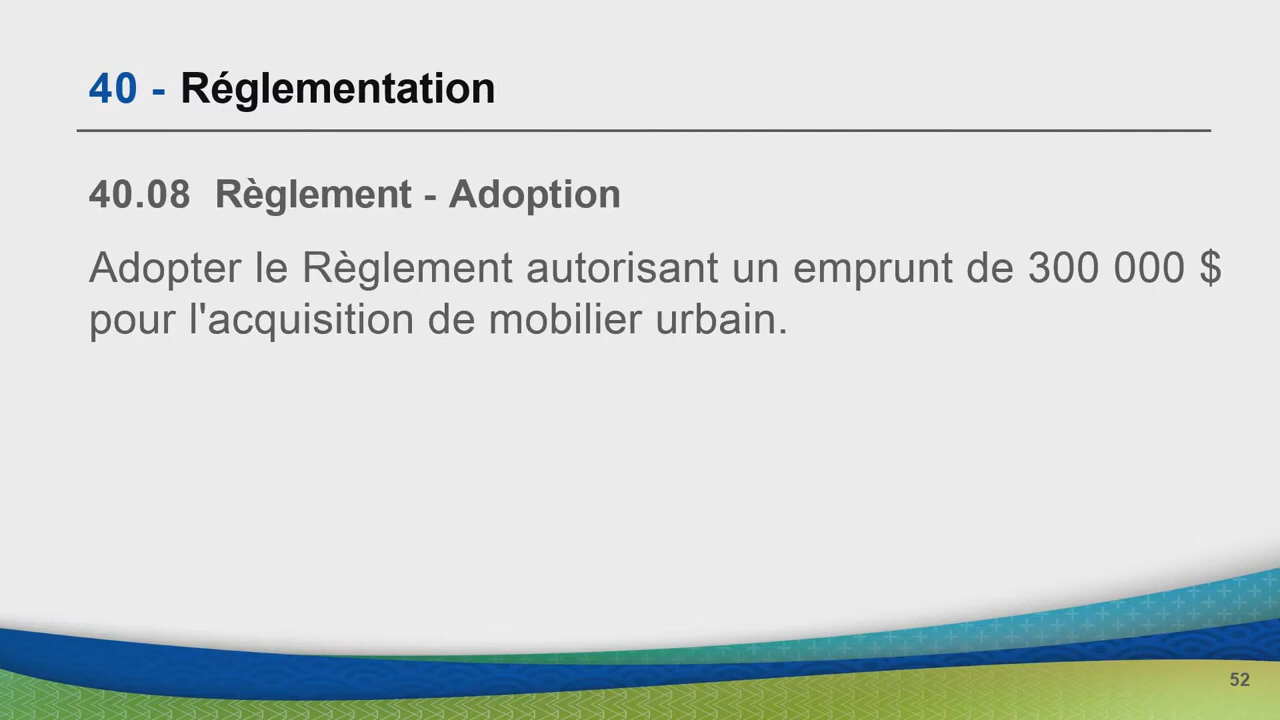 40 - Réglementation
40.08 Règlement - Adoption
Adopter le Règlement autorisant un emprunt de 300 000 $
pour l'acquisition de mobilier urbain.
52